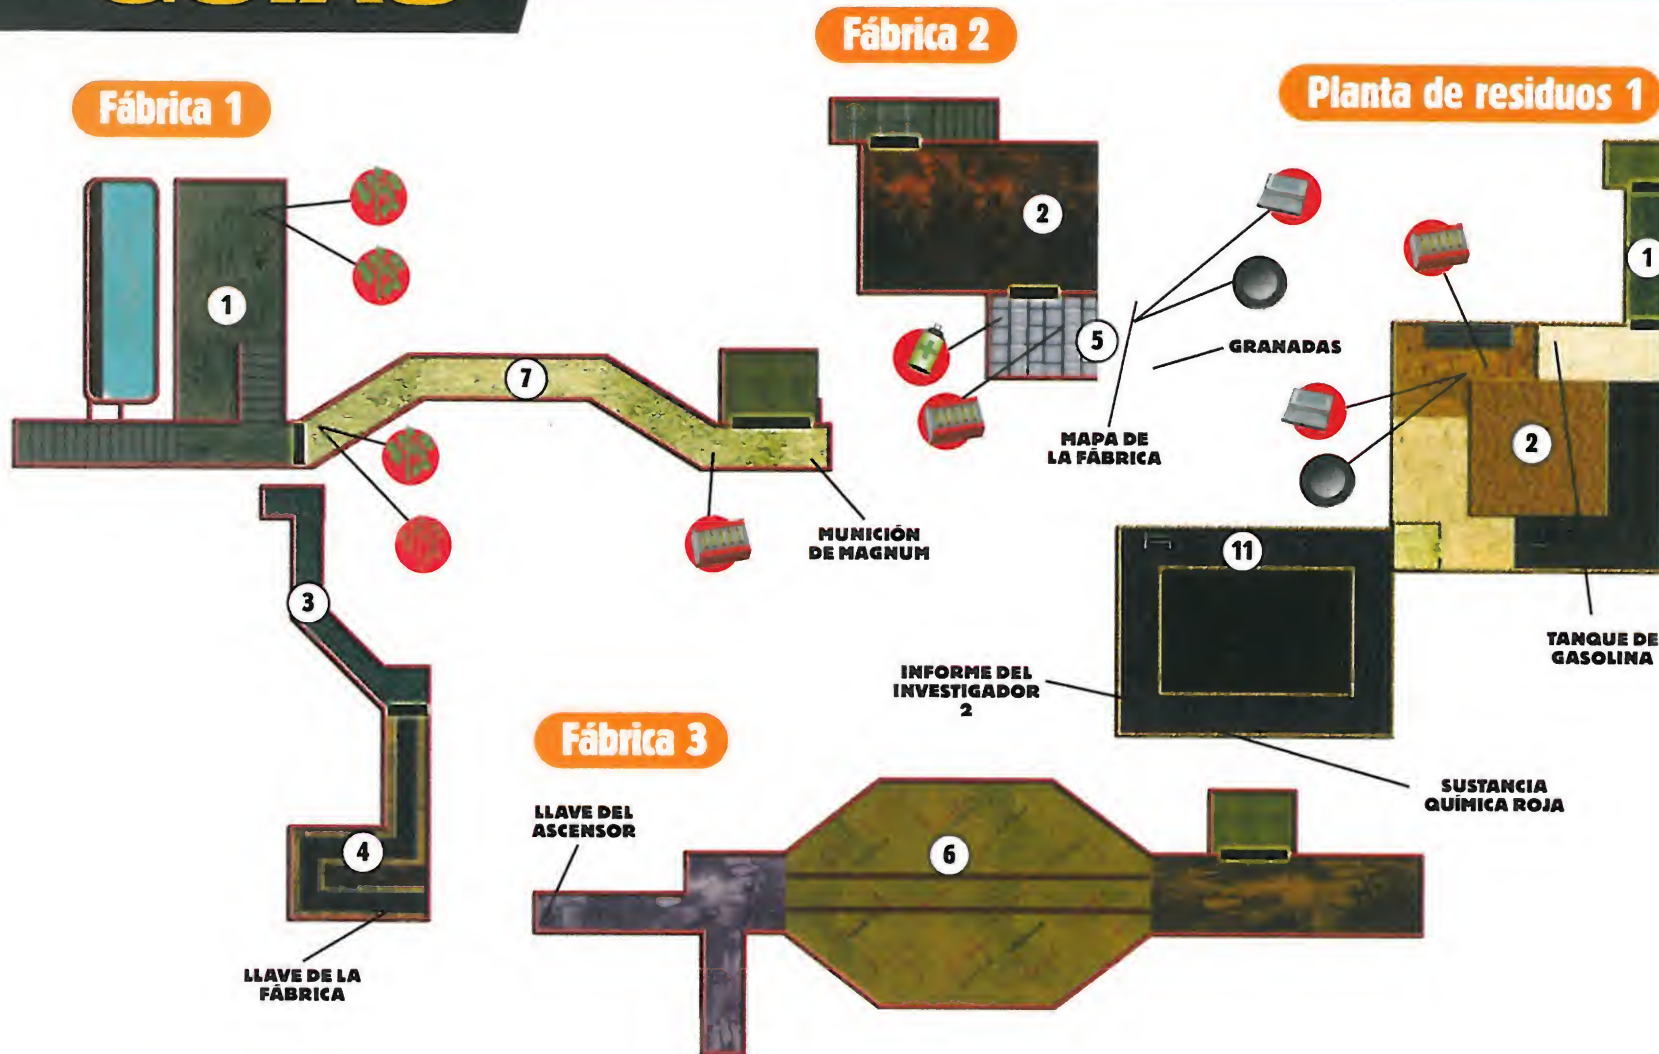 Fábrica 1
1
7
MUNICIÓN
DE MAGNUM
3
4
LLAVE DE LA
FÁBRICA
Fábrica 2
2
5
GRANADAS
MAPA DE
LA FÁBRICA
Planta de residuos 1
1
2
11
TANQUE DE
GASOLINA
INFORME DEL
INVESTIGADOR
2
SUSTANCIA
QUÍMICA ROJA
Fábrica 3
LLAVE DEL
ASCENSOR
6